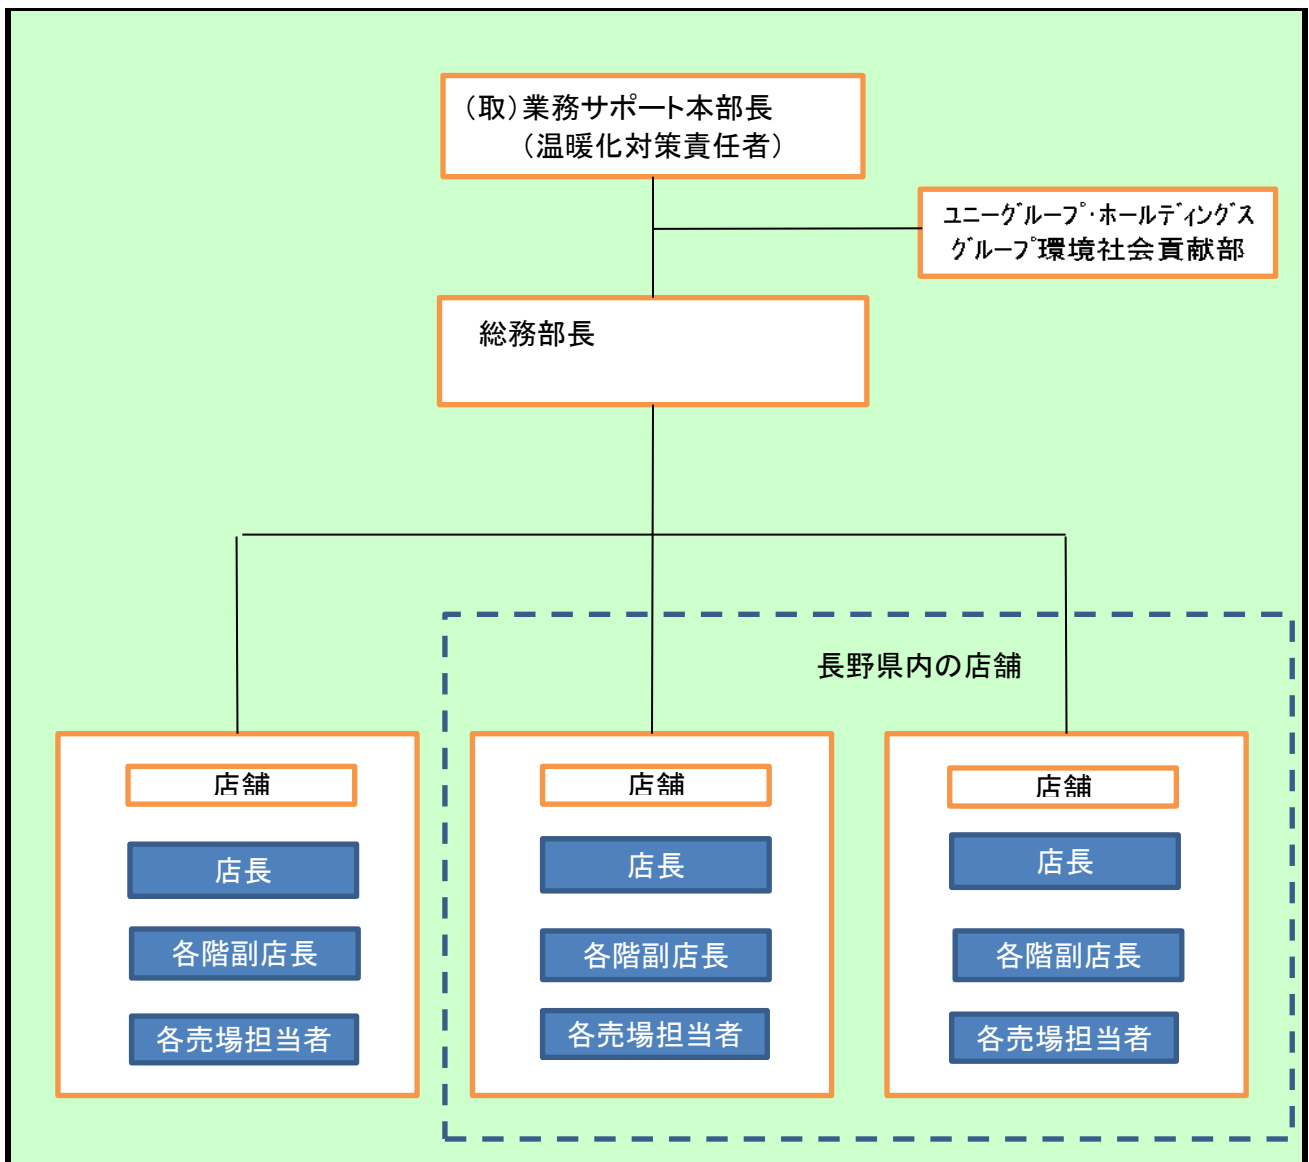 (取)業務サポート本部長
(温暖化対策責任者)
ユニーグループ・ホールディングス
グループ環境社会貢献部
総務部長
長野県内の店舗
店舗
店長
各階副店長
各売場担当者
店舗
店長
各階副店長
各売場担当者
店舗
店長
各階副店長
各売場担当者